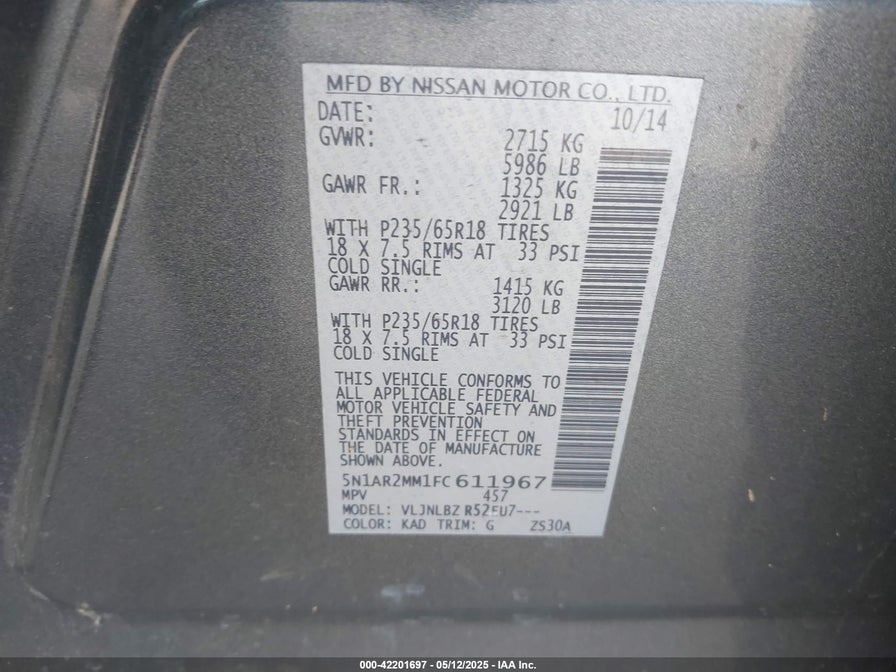 MFD BY NISSAN MOTOR CO., LTD.
DATE: 10/14
GVWR: 2715 KG
5986 LB
GAWR FR.: 1325 KG
2921 LB
WITH P235/65R18 TIRES
18 X 7.5 RIMS AT 33 PSI
COLD SINGLE
GAWR RR.: 1415 KG
3120 LB
WITH P235/65R18 TIRES
18 X 7.5 RIMS AT 33 PSI
COLD SINGLE
THIS VEHICLE CONFORMS TO
ALL APPLICABLE FEDERAL
MOTOR VEHICLE SAFETY AND
THEFT PREVENTION
STANDARDS IN EFFECT ON
THE DATE OF MANUFACTURE
SHOWN ABOVE.
5N1AR2MM1FC611967
MPV 457
MODEL: VLJNLBZ R52EU7---
COLOR: KAD TRIM: G ZS30A
000-42201697 - 05/12/2025 - IAA Inc.